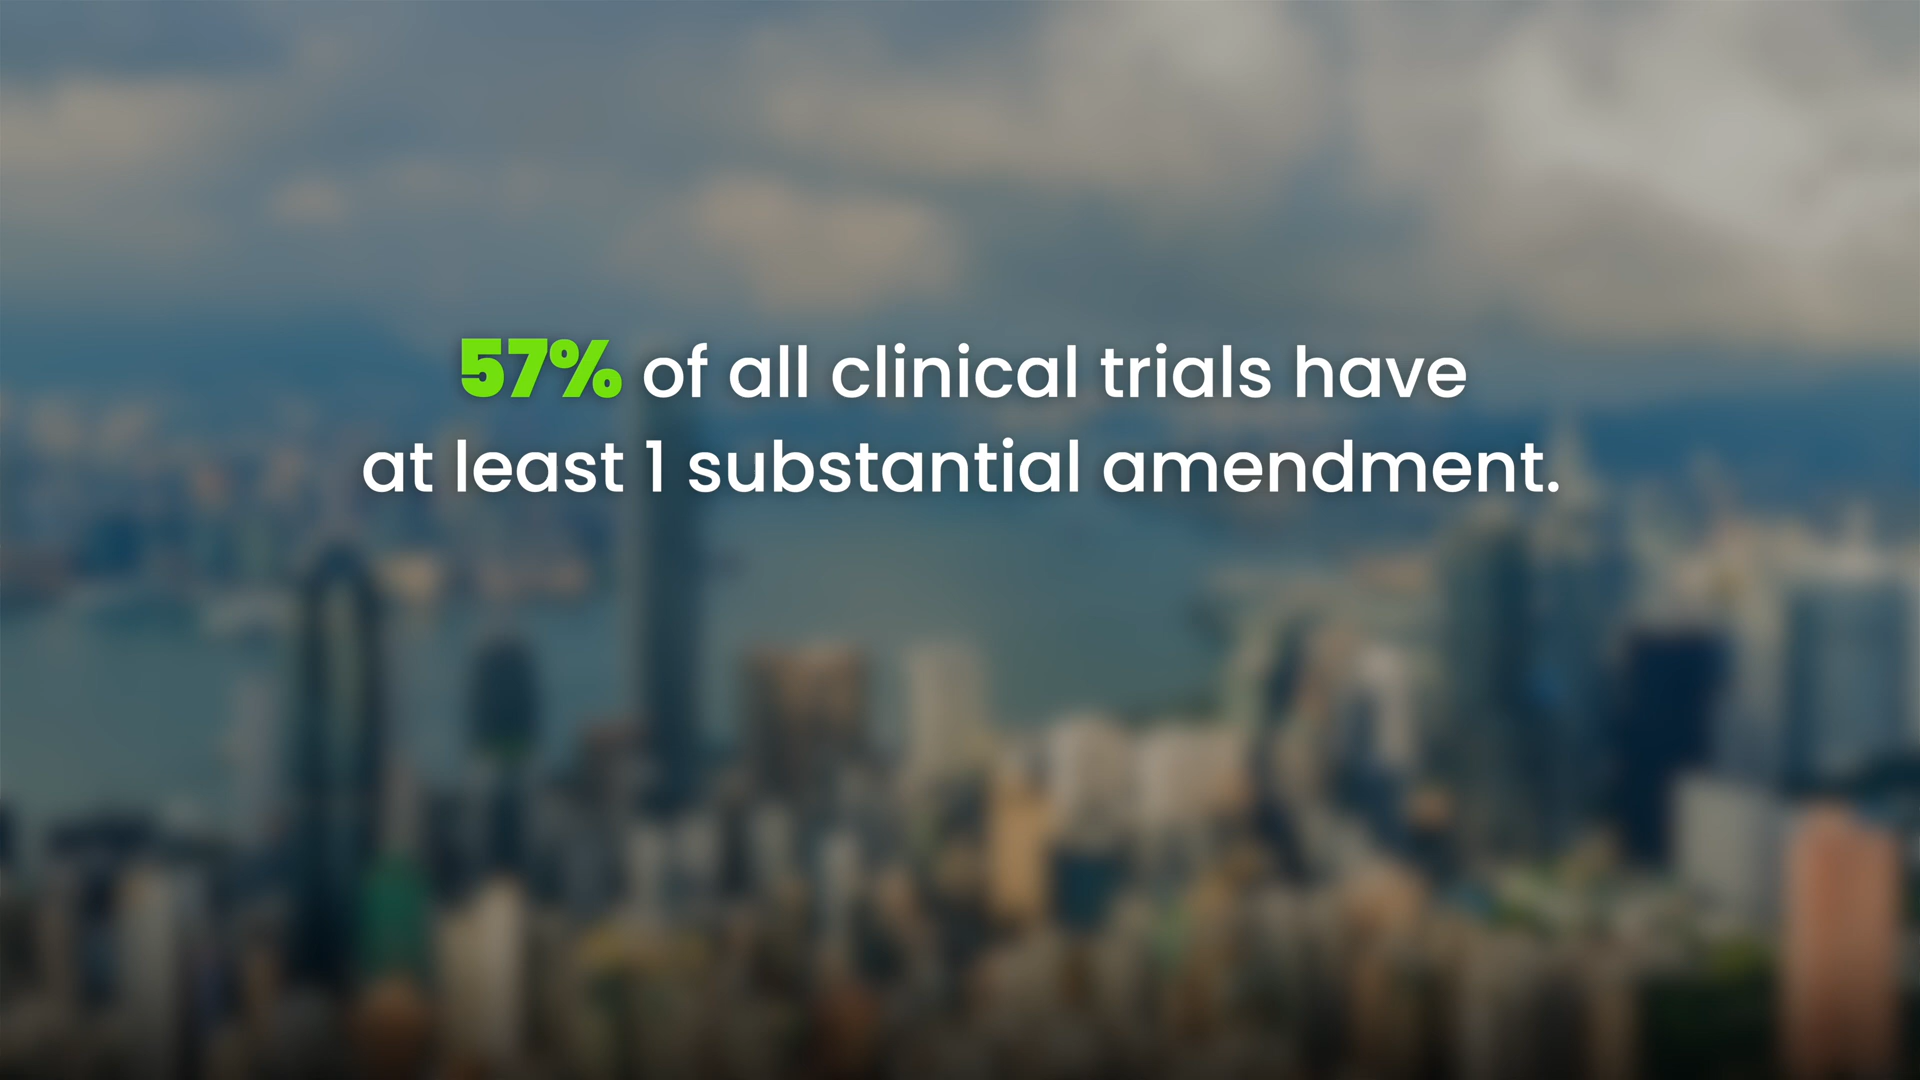 57% of all clinical trials have
at least 1 substantial amendment.